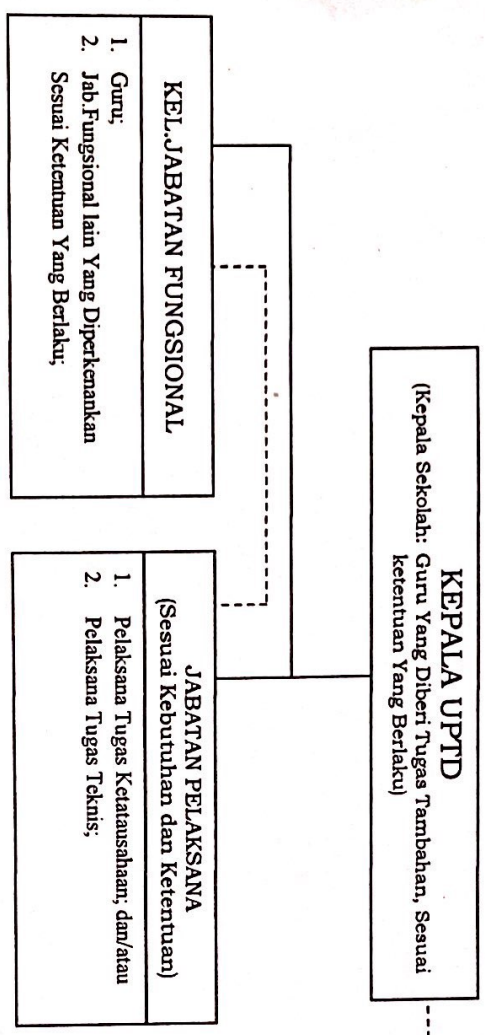 KEPALA UPTD
(Kepala Sekolah: Guru Yang Diberi Tugas Tambahan, Sesuai
ketentuan Yang Berlaku)
KEL.JABATAN FUNGSIONAL
1. Guru;
2. Jab.Fungsional lain Yang Diperkenankan
Sesuai Ketentuan Yang Berlaku;
JABATAN PELAKSANA
(Sesuai Kebutuhan dan Ketentuan)
1. Pelaksana Tugas Ketatausahaan; dan/atau
2. Pelaksana Tugas Teknis;